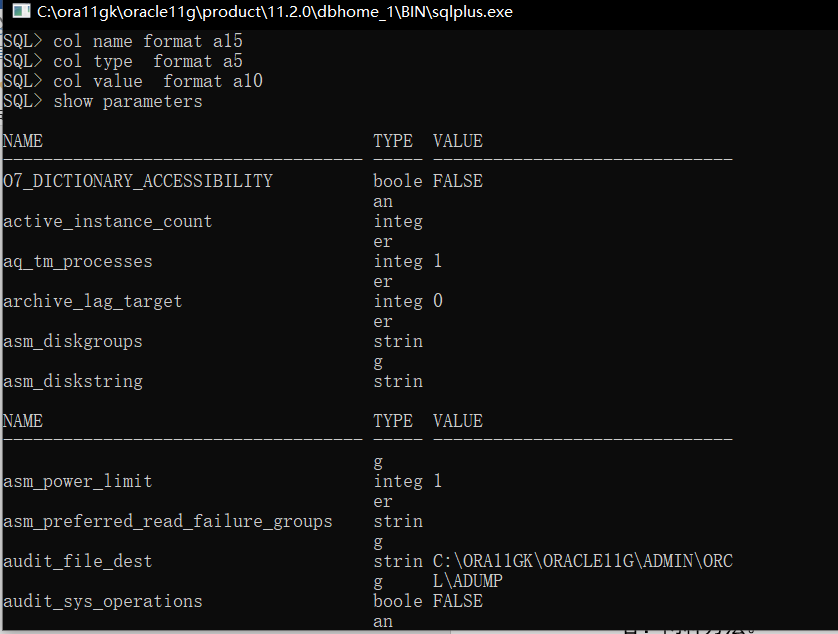 C:\ora11gk\oracle11g\product\11.2.0\dbhome_1\BIN\sqlplus.exe
SQL> col name format a15
SQL> col type  format a5
SQL> col value  format a10
SQL> show parameters
NAME                                 TYPE  VALUE
------------------------------------ ----- ------------------------------
O7_DICTIONARY_ACCESSIBILITY          boole FALSE
                                     an
active_instance_count                integ
                                     er
aq_tm_processes                      integ 1
                                     er
archive_lag_target                   integ 0
                                     er
asm_diskgroups                       strin
                                     g
asm_diskstring                       strin
NAME                                 TYPE  VALUE
------------------------------------ ----- ------------------------------
                                     g
asm_power_limit                      integ 1
                                     er
asm_preferred_read_failure_groups    strin
                                     g
audit_file_dest                      strin C:\ORA11GK\ORACLE11G\ADMIN\ORC
                                     g     L\ADUMP
audit_sys_operations                 boole FALSE
                                     an